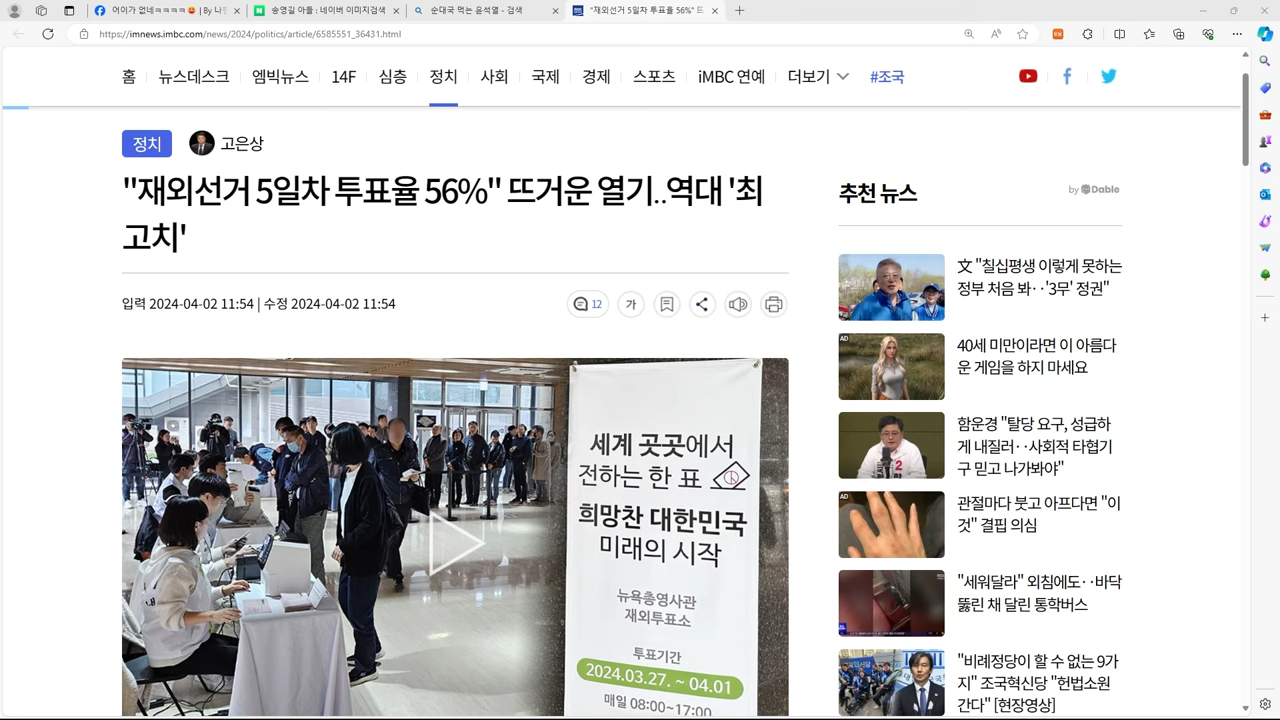 어이가 없네ㅋㅋㅋㅋ🤩 | By 나
송영길 아들 : 네이버 이미지검색
순대국 먹는 윤석열 - 검색
"재외선거 5일차 투표율 56%" 뜨
https://imnews.imbc.com/news/2024/politics/article/6585551_36431.html
홈 뉴스데스크 엠빅뉴스 14F 심층 정치 사회 국제 경제 스포츠 iMBC 연예 더보기 #조국
정치 고은상
"재외선거 5일차 투표율 56%" 뜨거운 열기..역대 '최
고치'
입력 2024-04-02 11:54 | 수정 2024-04-02 11:54
12 가
세계 곳곳에서
전하는 한 표
희망찬 대한민국
미래의 시작
뉴욕총영사관
재외투표소
투표기간
2024.03.27. ~ 04.01
매일 08:00~17:00
추천 뉴스
by Dable
文 "칠십평생 이렇게 못하는
정부 처음 봐‥'3무' 정권"
AD
40세 미만이라면 이 아름다
운 게임을 하지 마세요
함운경 "탈당 요구, 성급하
게 내질러‥사회적 타협기
구 믿고 나가봐야"
2
AD
관절마다 붓고 아프다면 "이
것" 결핍 의심
"세워달라" 외침에도‥바닥
뚫린 채 달린 통학버스
"비례정당이 할 수 없는 9가
지" 조국혁신당 "헌법소원
간다" [현장영상]